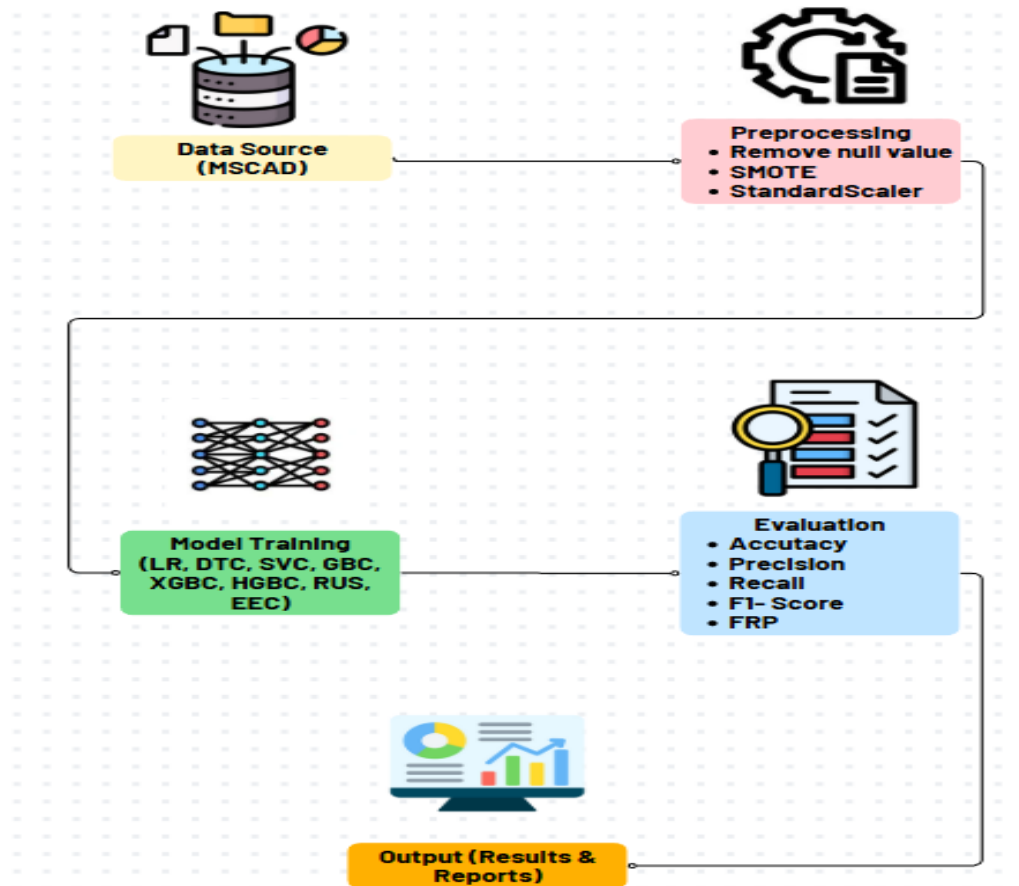 Data Source
(MSCAD)
Preprocessing
• Remove null value
• SMOTE
• StandardScaler
Model Training
(LR, DTC, SVC, GBC,
XGBC, HGBC, RUS,
EEC)
Evaluation
• Accutacy
• Precision
• Recall
• F1- Score
• FRP
Output (Results &
Reports)